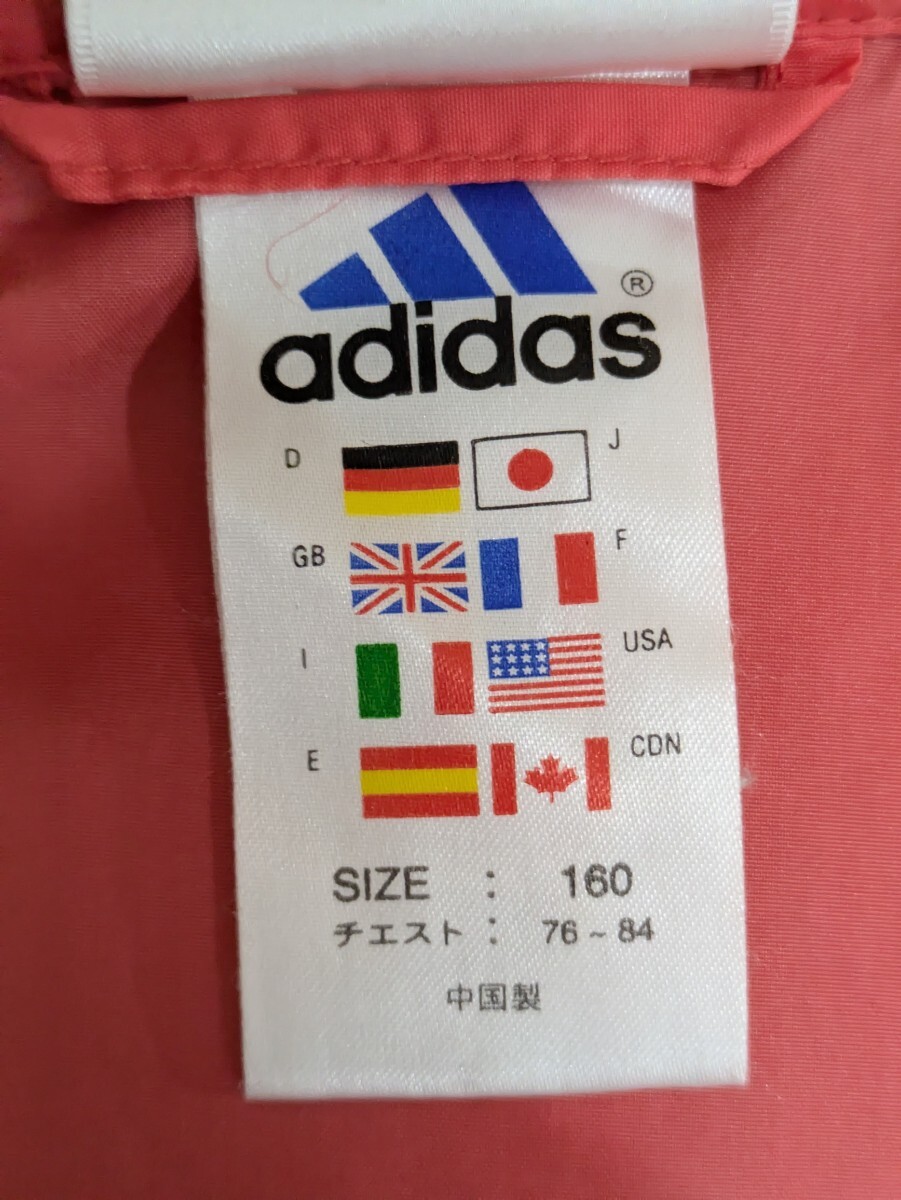 ®
adidas
D J
GB F
I USA
E CDN
SIZE : 160
チエスト : 76~84
中国製